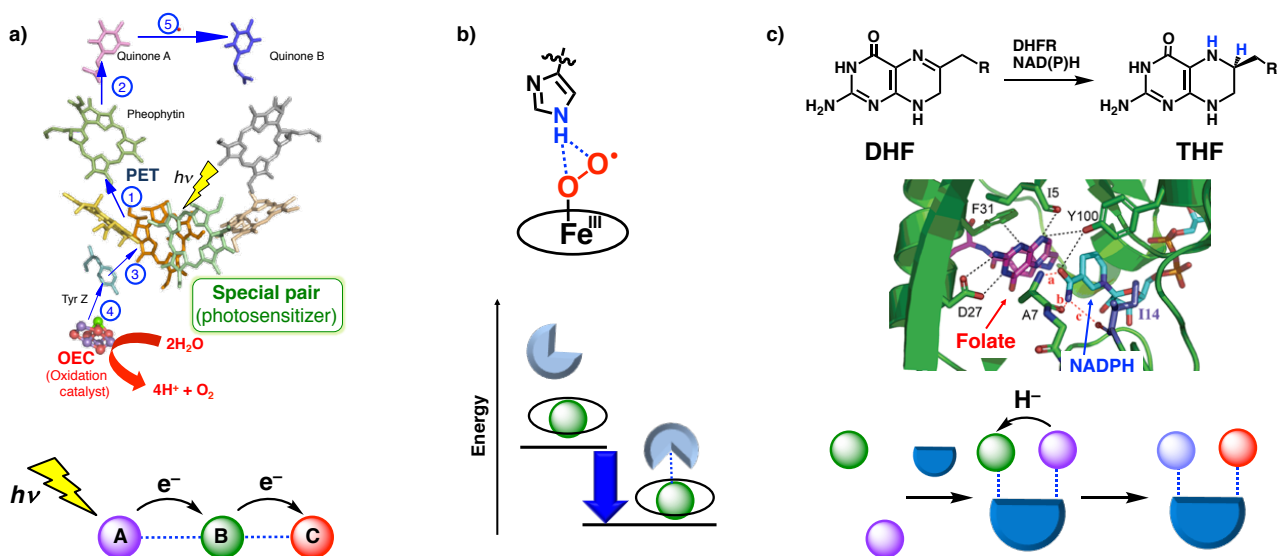 a)
5
Quinone A
Quinone B
2
Pheophytin
PET
hν
1
3
Tyr Z
4
Special pair
(photosensitizer)
OEC
(Oxidation
catalyst)
2H₂O
4H⁺ + O₂
hν
e⁻
e⁻
A
B
C
b)
N
N
H
O
O•
Feᴵᴵᴵ
Energy
c)
O
HN
N
R
H₂N
N
N
H
DHF
DHFR
NAD(P)H
O
H
N
H
HN
R
H₂N
N
N
H
THF
I5
F31
Y100
a
b
c
D27
A7
I14
Folate
NADPH
H⁻